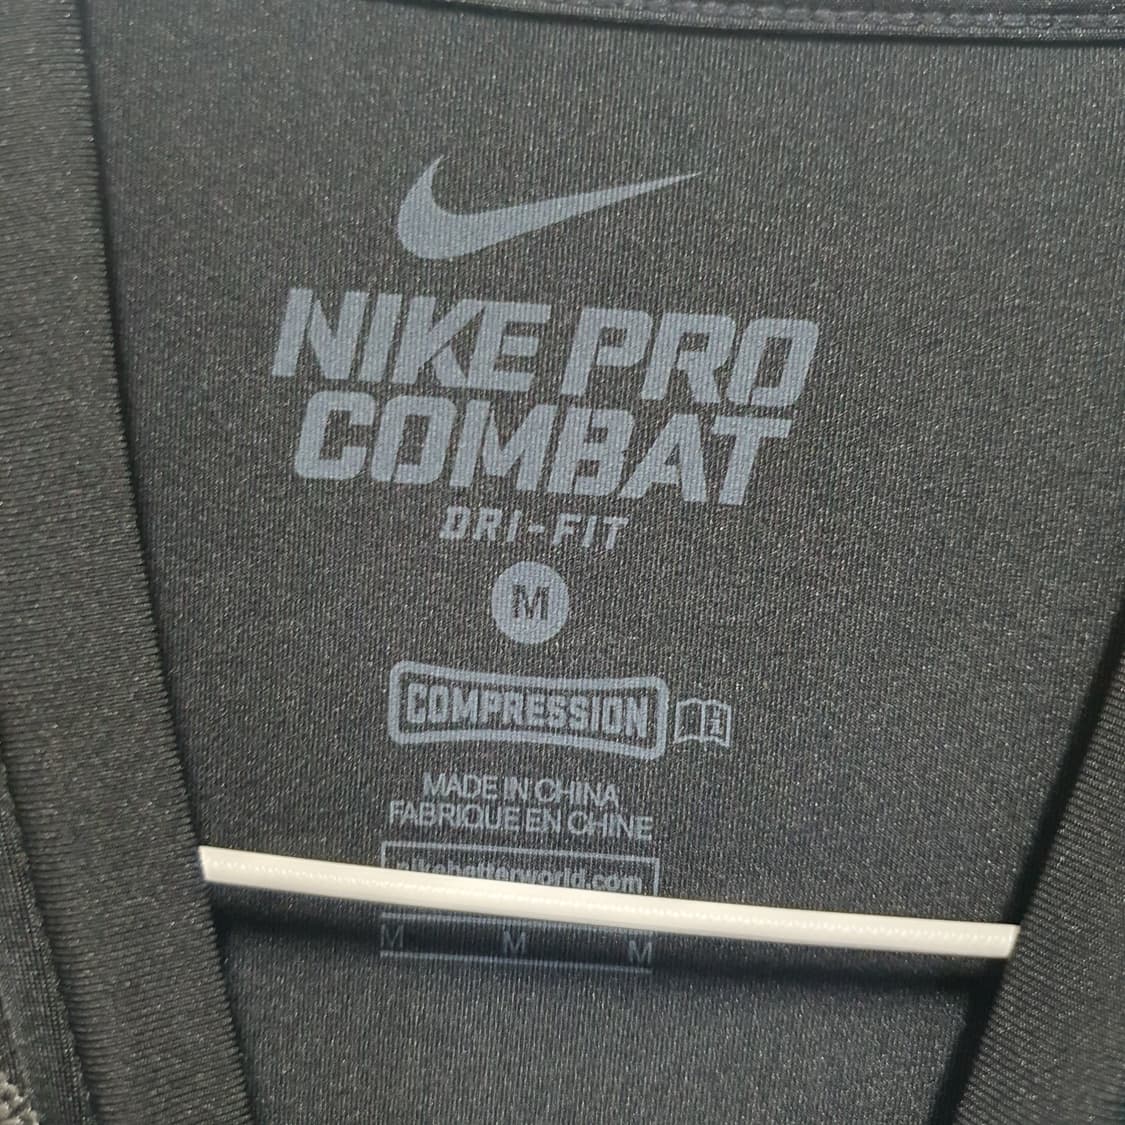 NIKE PRO
COMBAT
DRI-FIT
M
COMPRESSION
MADE IN CHINA
FABRIQUE EN CHINE
nikebetterworld.com
M M M